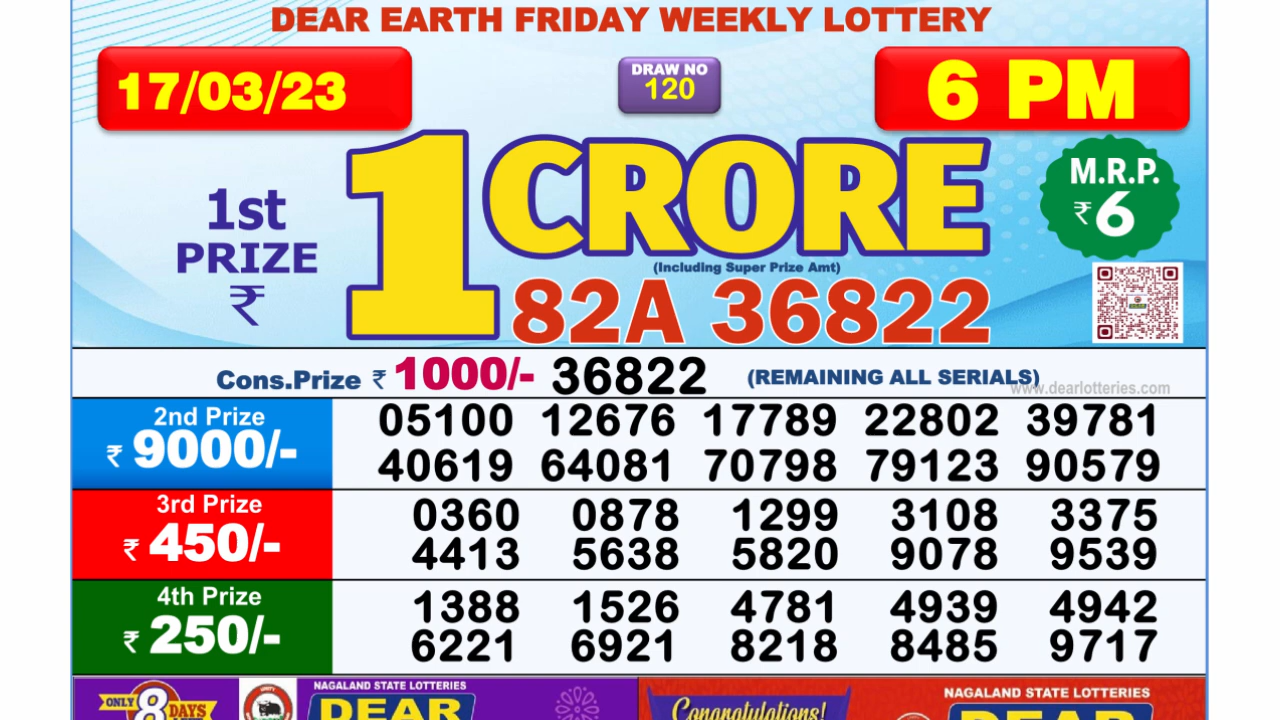 DEAR EARTH FRIDAY WEEKLY LOTTERY
17/03/23
DRAW NO
120
6 PM
1st
PRIZE
₹
1 CRORE
(Including Super Prize Amt)
82A 36822
M.R.P.
₹6
Cons.Prize ₹ 1000/- 36822 (REMAINING ALL SERIALS)
www.dearlotteries.com
2nd Prize
₹ 9000/-
05100 12676 17789 22802 39781
40619 64081 70798 79123 90579
3rd Prize
₹ 450/-
0360 0878 1299 3108 3375
4413 5638 5820 9078 9539
4th Prize
₹ 250/-
1388 1526 4781 4939 4942
6221 6921 8218 8485 9717
ONLY
8 DAYS
NAGALAND STATE LOTTERIES
DEAR
Congratulations!
NAGALAND STATE LOTTERIES
DEAR